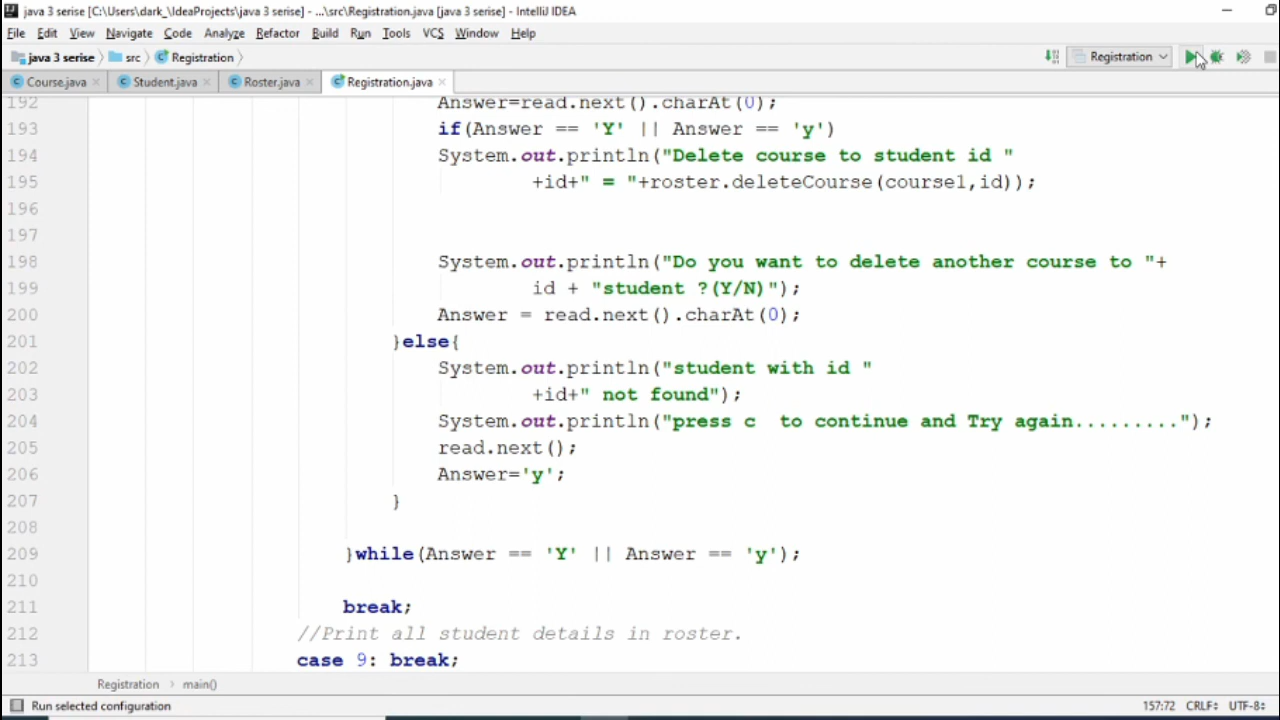 java 3 serise [C:\Users\dark_\IdeaProjects\java 3 serise] - ...\src\Registration.java [java 3 serise] - IntelliJ IDEA
File Edit View Navigate Code Analyze Refactor Build Run Tools VCS Window Help
java 3 serise src Registration Registration
Course.java Student.java Roster.java Registration.java
192 Answer=read.next().charAt(0);
193 if(Answer == 'Y' || Answer == 'y')
194 System.out.println("Delete course to student id "
195 +id+" = "+roster.deleteCourse(course1,id));
196
197
198 System.out.println("Do you want to delete another course to "+
199 id + "student ?(Y/N)");
200 Answer = read.next().charAt(0);
201 }else{
202 System.out.println("student with id "
203 +id+" not found");
204 System.out.println("press c  to continue and Try again.........");
205 read.next();
206 Answer='y';
207 }
208
209 }while(Answer == 'Y' || Answer == 'y');
210
211 break;
212 //Print all student details in roster.
213 case 9: break;
Registration main()
Run selected configuration 157:72 CRLF UTF-8